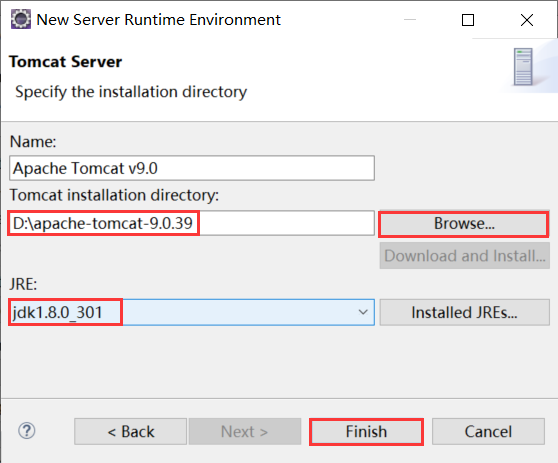 New Server Runtime Environment
Tomcat Server
Specify the installation directory
Name:
Apache Tomcat v9.0
Tomcat installation directory:
D:\apache-tomcat-9.0.39
Browse...
Download and Install...
JRE:
jdk1.8.0_301
Installed JREs...
?
< Back
Next >
Finish
Cancel